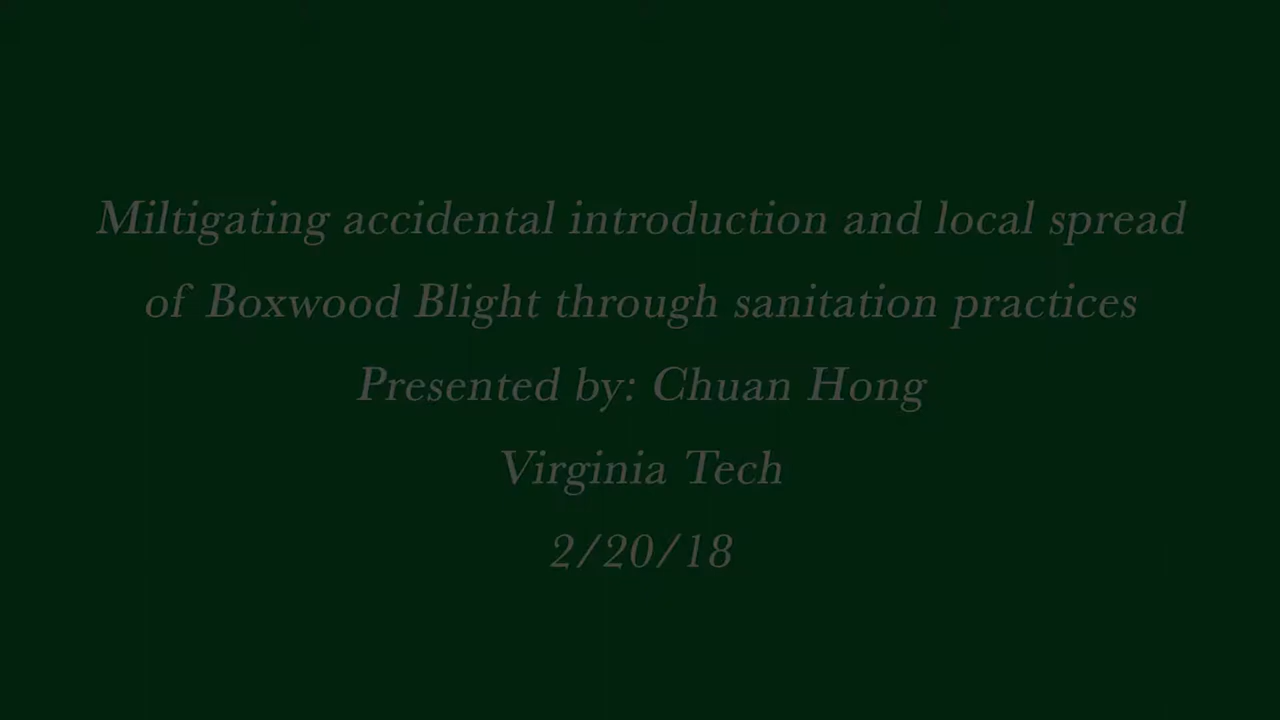 Miltigating accidental introduction and local spread
of Boxwood Blight through sanitation practices
Presented by: Chuan Hong
Virginia Tech
2/20/18